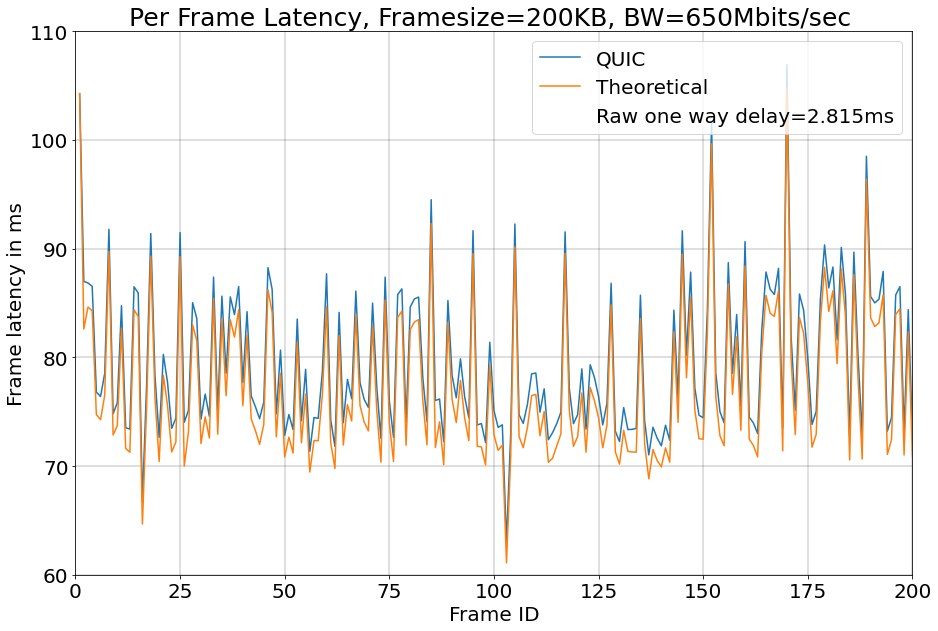 Per Frame Latency, Framesize=200KB, BW=650Mbits/sec
QUIC
Theoretical
Raw one way delay=2.815ms
Frame latency in ms
110
100
90
80
70
60
0 25 50 75 100 125 150 175 200
Frame ID